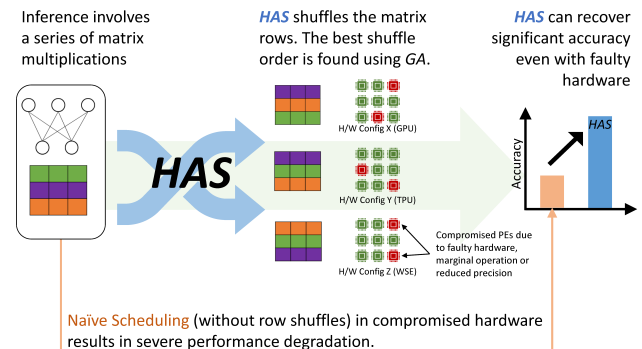 Inference involves
a series of matrix
multiplications
HAS shuffles the matrix
rows. The best shuffle
order is found using GA.
HAS can recover
significant accuracy
even with faulty
hardware
HAS
H/W Config X (GPU)
H/W Config Y (TPU)
H/W Config Z (WSE)
Compromised PEs due
to faulty hardware,
marginal operation or
reduced precision
Accuracy
HAS
Naïve Scheduling (without row shuffles) in compromised hardware
results in severe performance degradation.